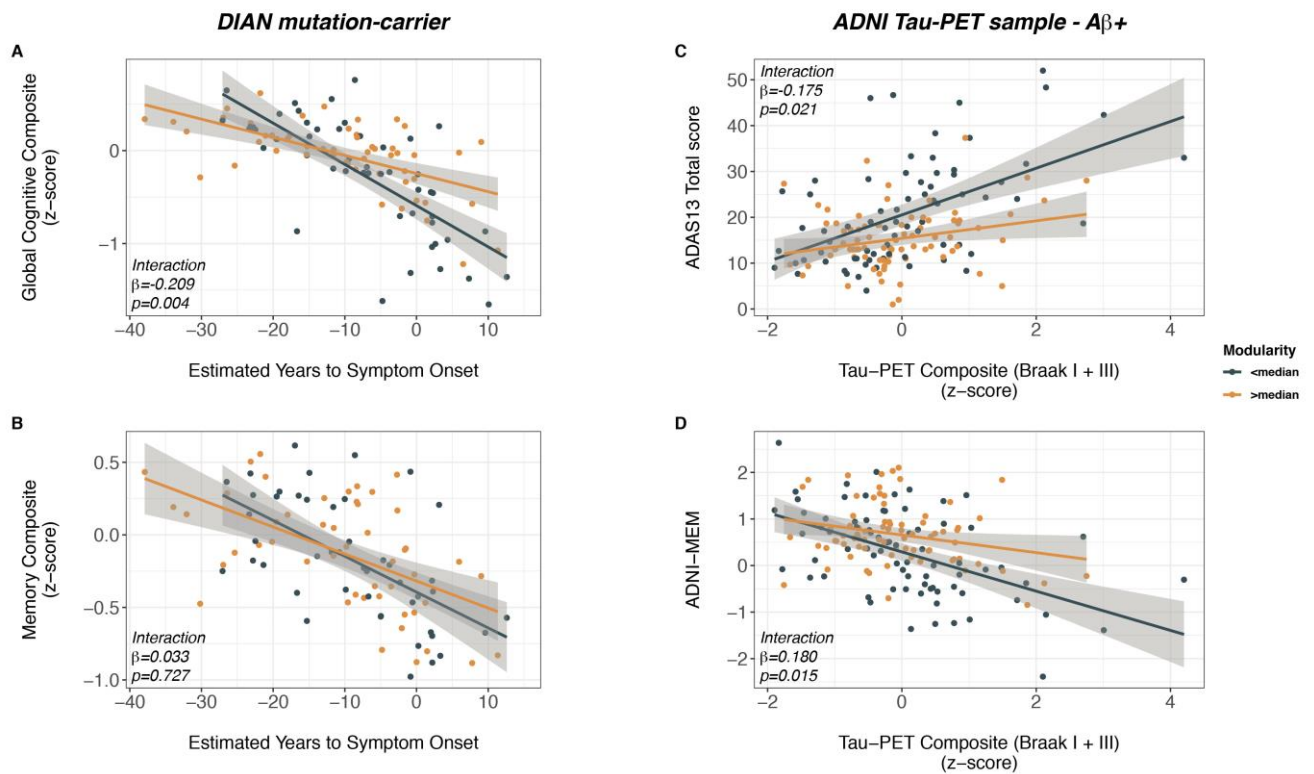 DIAN mutation-carrier
ADNI Tau-PET sample - Aβ+
A
Global Cognitive Composite
(z-score)
0
−1
Interaction
β=-0.209
p=0.004
−40 −30 −20 −10 0 10
Estimated Years to Symptom Onset
C
ADAS13 Total score
50
40
30
20
10
0
Interaction
β=-0.175
p=0.021
−2 0 2 4
Tau−PET Composite (Braak I + III)
(z−score)
Modularity
<median
>median
B
Memory Composite
(z−score)
0.5
0.0
−0.5
−1.0
Interaction
β=0.033
p=0.727
−40 −30 −20 −10 0 10
Estimated Years to Symptom Onset
D
ADNI−MEM
2
1
0
−1
−2
Interaction
β=0.180
p=0.015
−2 0 2 4
Tau−PET Composite (Braak I + III)
(z−score)